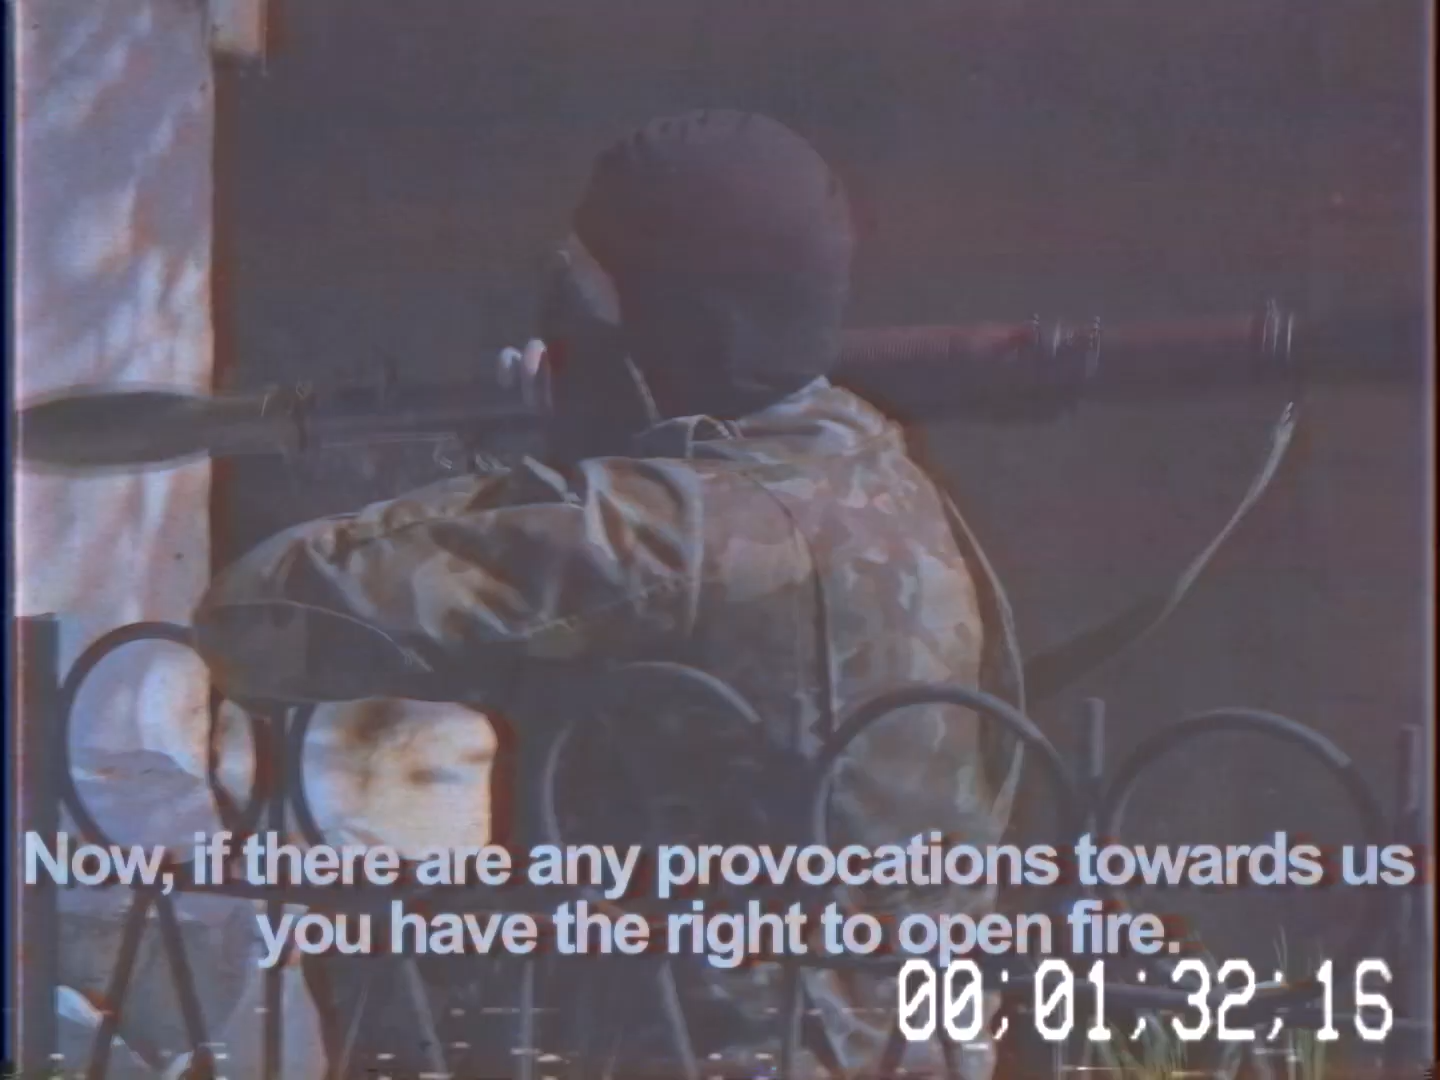 Now, if there are any provocations towards us
you have the right to open fire.
00;01;32;16